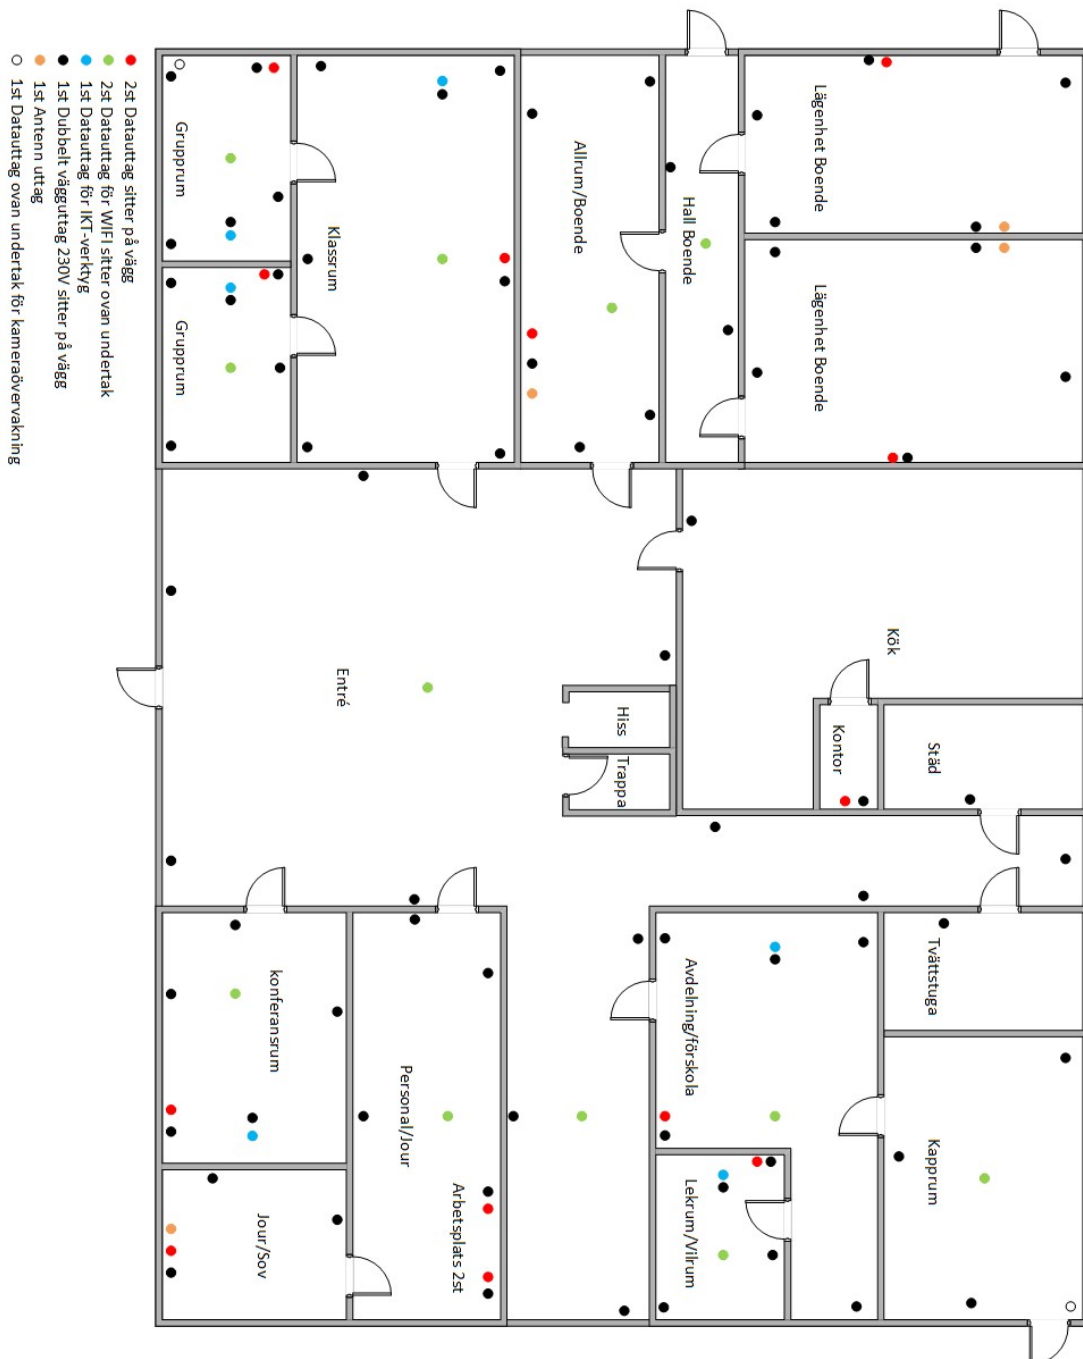 2st Datauttag sitter på vägg
2st Datauttag för WIFI sitter ovan undertak
1st Datauttag för IKT-verktyg
1st Dubbelt vägguttag 230V sitter på vägg
1st Antenn uttag
1st Datauttag ovan undertak för kameraövervakning
Lägenhet Boende
Lägenhet Boende
Hall Boende
Allrum/Boende
Klassrum
Grupprum
Grupprum
Kök
Städ
Kontor
Hiss
Trappa
Entré
Tvättstuga
Kapprum
Avdelning/förskola
Lekrum/Vilrum
Personal/Jour
Arbetsplats 2st
konferansrum
Jour/Sov